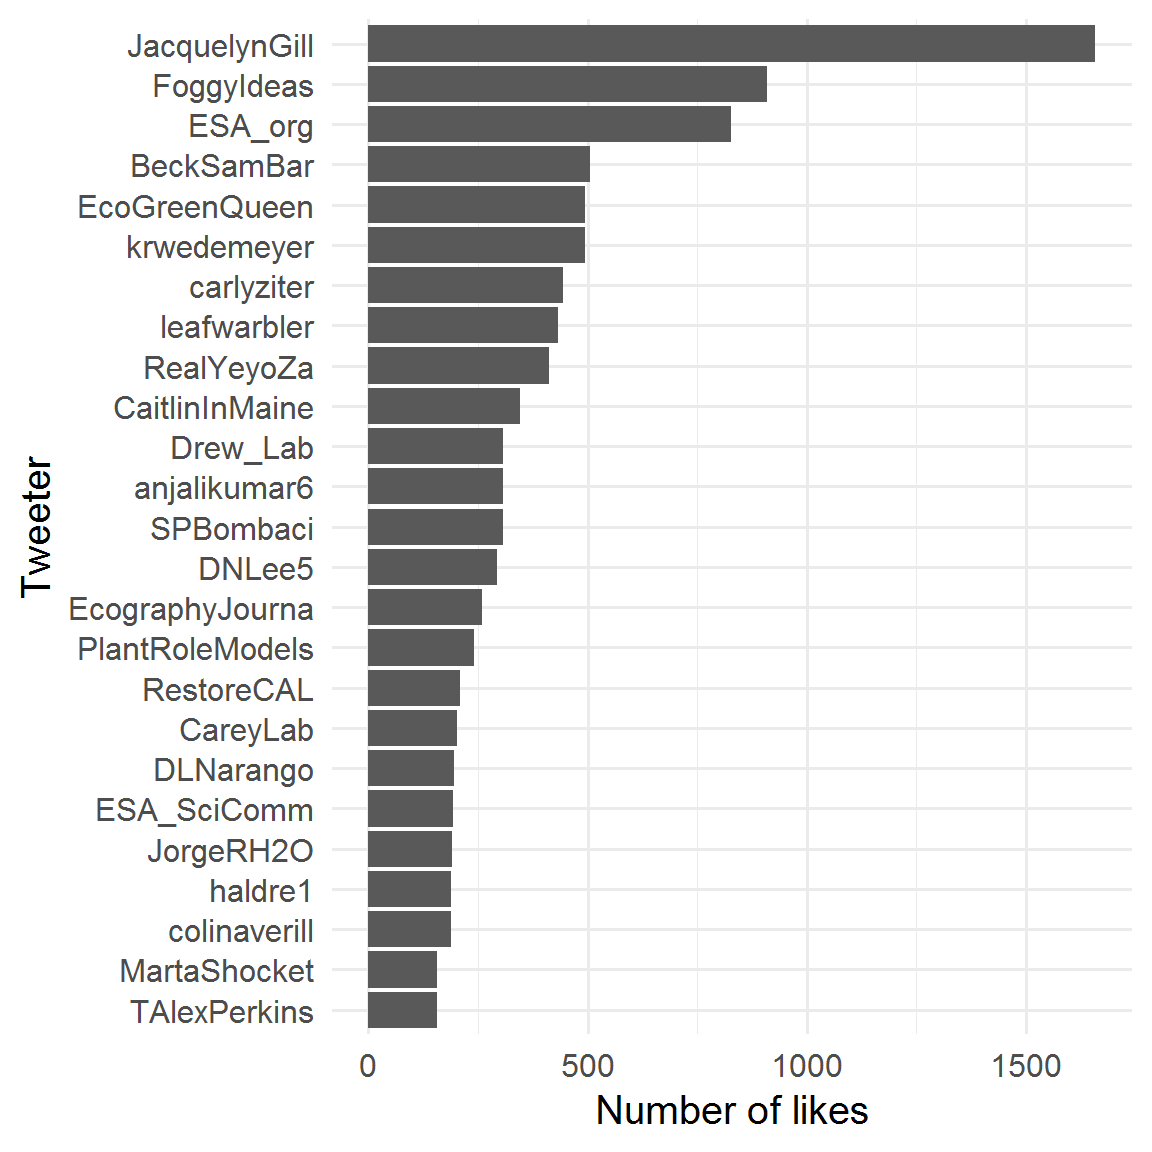 JacquelynGill
FoggyIdeas
ESA_org
BeckSamBar
EcoGreenQueen
krwedemeyer
carlyziter
leafwarbler
RealYeyoZa
CaitlinInMaine
Drew_Lab
anjalikumar6
SPBombaci
DNLee5
EcographyJourna
PlantRoleModels
RestoreCAL
CareyLab
DLNarango
ESA_SciComm
JorgeRH2O
haldre1
colinaverill
MartaShocket
TAlexPerkins
Tweeter
0 500 1000 1500
Number of likes